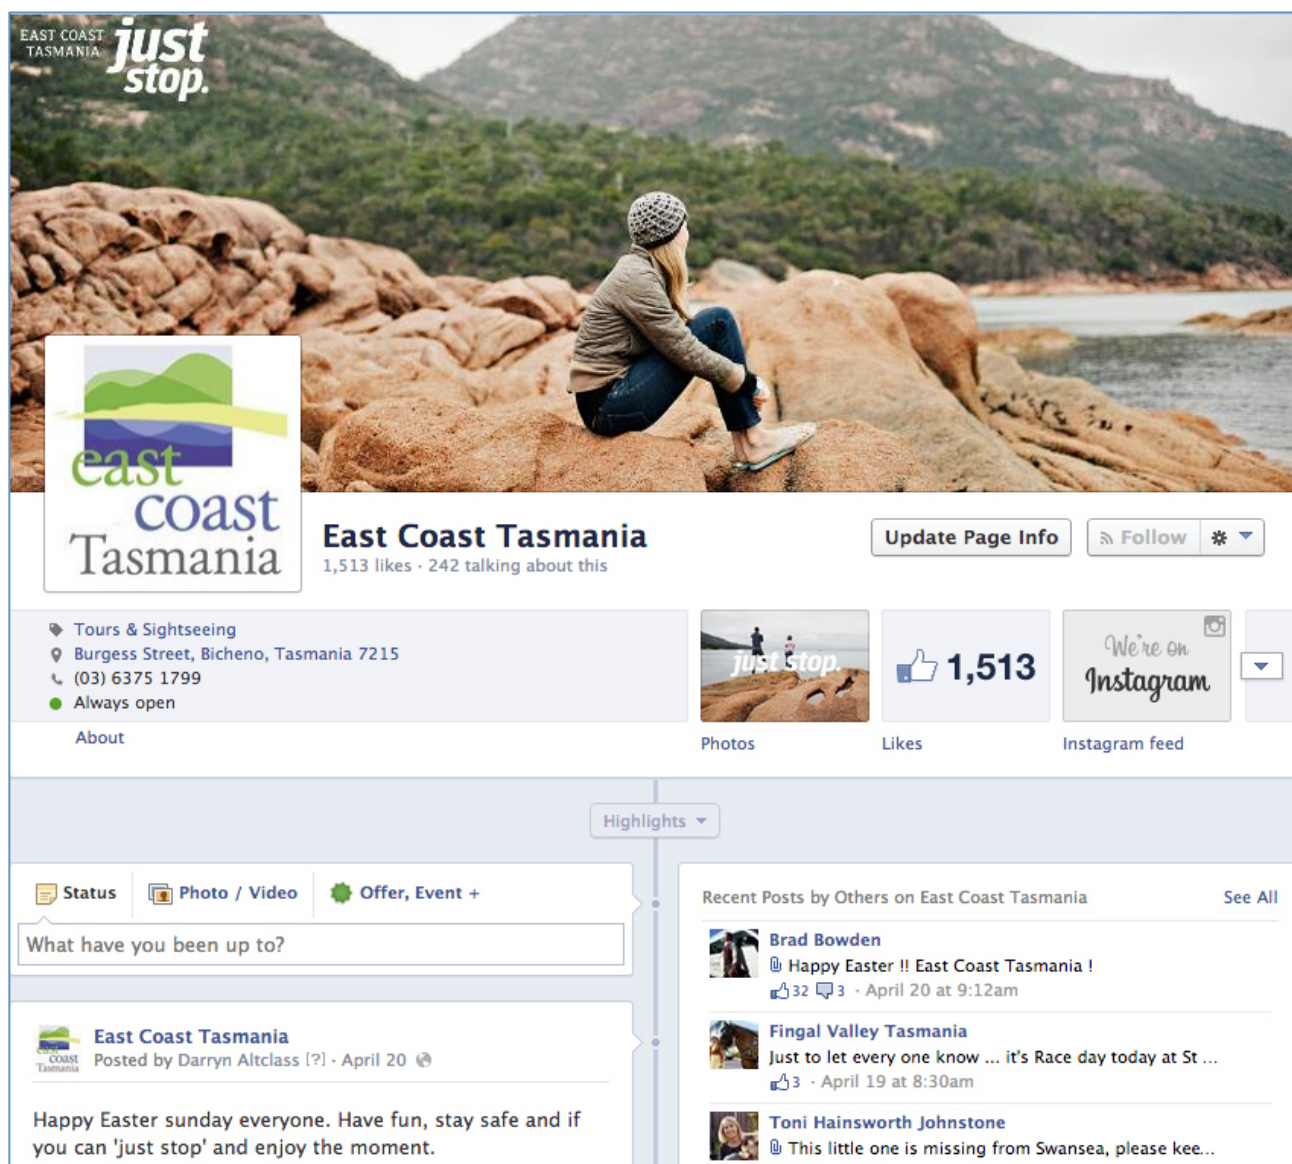 EAST COAST
TASMANIA
just
stop.
east
coast
Tasmania
East Coast Tasmania
1,513 likes · 242 talking about this
Update Page Info
Follow
Tours & Sightseeing
Burgess Street, Bicheno, Tasmania 7215
(03) 6375 1799
Always open
About
just stop.
Photos
1,513
Likes
We're on
Instagram
Instagram feed
Highlights
Status
Photo / Video
Offer, Event +
What have you been up to?
East Coast Tasmania
Posted by Darryn Altclass [?] · April 20
east
coast
Tasmania
Happy Easter sunday everyone. Have fun, stay safe and if
you can 'just stop' and enjoy the moment.
Recent Posts by Others on East Coast Tasmania
See All
Brad Bowden
Happy Easter !! East Coast Tasmania !
32 3 · April 20 at 9:12am
Fingal Valley Tasmania
Just to let every one know ... it's Race day today at St ...
3 · April 19 at 8:30am
Toni Hainsworth Johnstone
This little one is missing from Swansea, please kee...